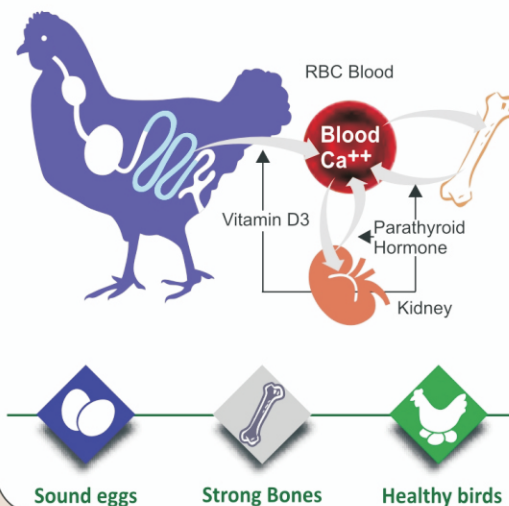 RBC Blood
Blood
Ca++
Vitamin D3
Parathyroid
Hormone
Kidney
Sound eggs
Strong Bones
Healthy birds